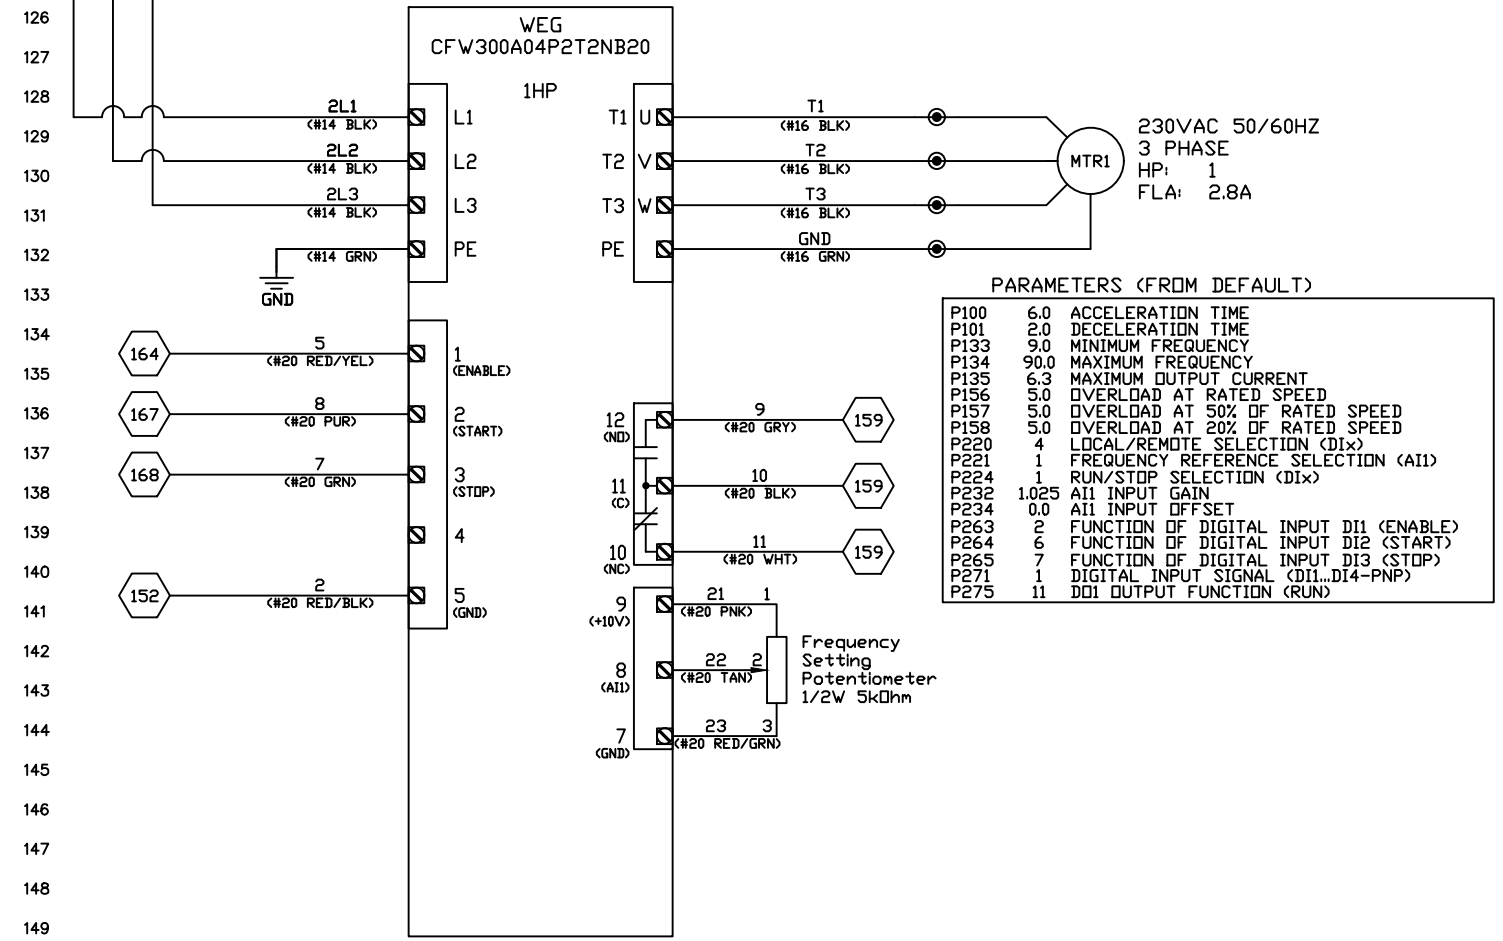 126
127
128
129
130
131
132
133
134
135
136
137
138
139
140
141
142
143
144
145
146
147
148
149
WEG
CFW300A04P2T2NB20
1HP
2L1
(#14 BLK)
L1
2L2
(#14 BLK)
L2
2L3
(#14 BLK)
L3
(#14 GRN)
PE
GND
T1 U
T1
(#16 BLK)
T2 V
T2
(#16 BLK)
T3 W
T3
(#16 BLK)
PE
GND
(#16 GRN)
MTR1
230VAC 50/60HZ
3 PHASE
HP: 1
FLA: 2.8A
164
5
(#20 RED/YEL)
1
(ENABLE)
167
8
(#20 PUR)
2
(START)
168
7
(#20 GRN)
3
(STOP)
4
152
2
(#20 RED/BLK)
5
(GND)
12
(NO)
9
(#20 GRY)
159
11
(C)
10
(#20 BLK)
159
10
(NC)
11
(#20 WHT)
159
9
(+10V)
21 1
(#20 PNK)
8
(AI1)
22 2
(#20 TAN)
7
(GND)
23 3
(#20 RED/GRN)
Frequency
Setting
Potentiometer
1/2W 5kOhm
PARAMETERS (FROM DEFAULT)
P100 6.0 ACCELERATION TIME
P101 2.0 DECELERATION TIME
P133 9.0 MINIMUM FREQUENCY
P134 90.0 MAXIMUM FREQUENCY
P135 6.3 MAXIMUM OUTPUT CURRENT
P156 5.0 OVERLOAD AT RATED SPEED
P157 5.0 OVERLOAD AT 50% OF RATED SPEED
P158 5.0 OVERLOAD AT 20% OF RATED SPEED
P220 4 LOCAL/REMOTE SELECTION (DIx)
P221 1 FREQUENCY REFERENCE SELECTION (AI1)
P224 1 RUN/STOP SELECTION (DIx)
P232 1.025 AI1 INPUT GAIN
P234 0.0 AI1 INPUT OFFSET
P263 2 FUNCTION OF DIGITAL INPUT DI1 (ENABLE)
P264 6 FUNCTION OF DIGITAL INPUT DI2 (START)
P265 7 FUNCTION OF DIGITAL INPUT DI3 (STOP)
P271 1 DIGITAL INPUT SIGNAL (DI1...DI4-PNP)
P275 11 DO1 OUTPUT FUNCTION (RUN)